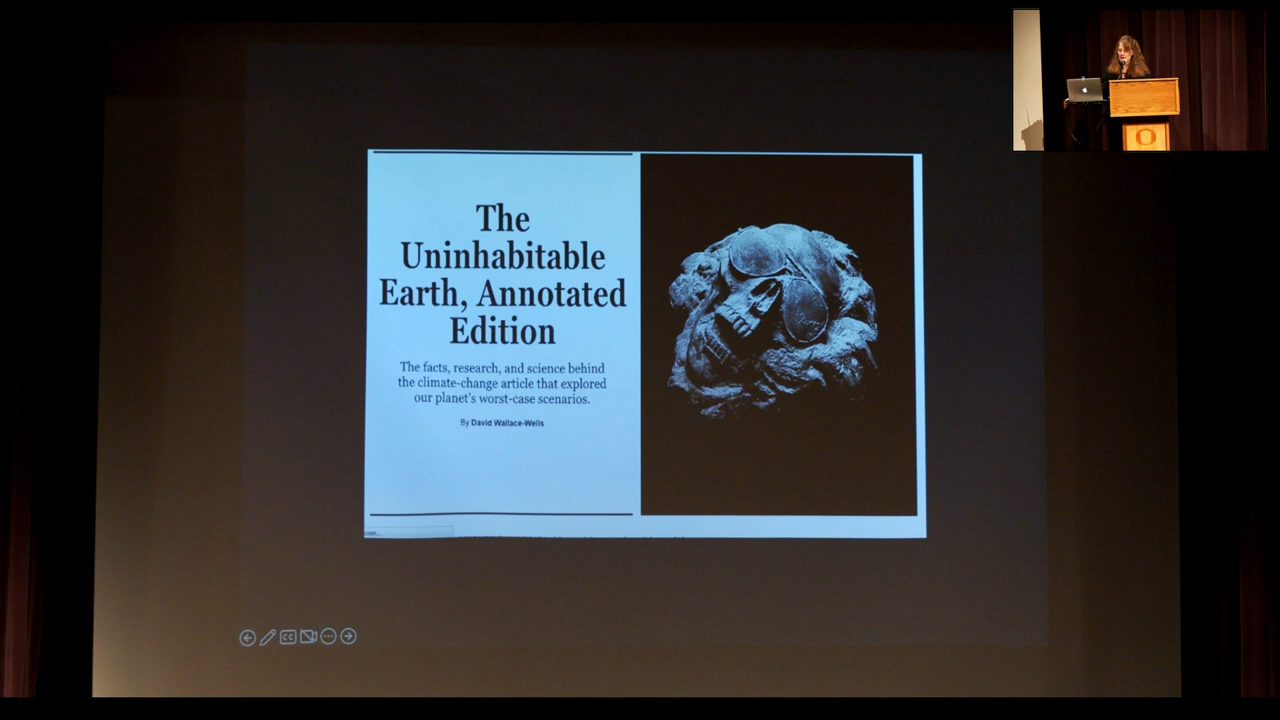 The
Uninhabitable
Earth, Annotated
Edition
The facts, research, and science behind
the climate-change article that explored
our planet's worst-case scenarios.
By David Wallace-Wells
CC
O